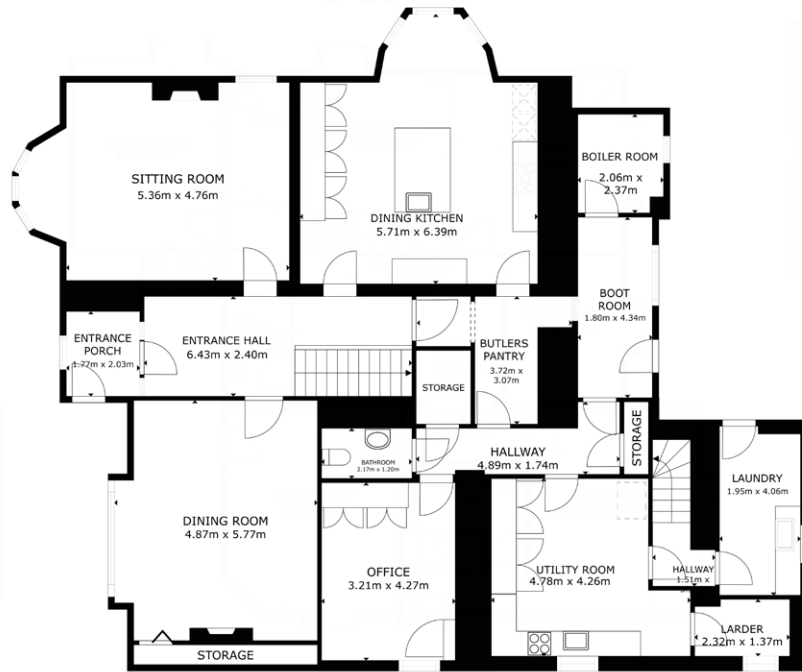 SITTING ROOM
5.36m x 4.76m
DINING KITCHEN
5.71m x 6.39m
BOILER ROOM
2.06m x
2.37m
ENTRANCE
PORCH
1.77m x 2.03m
ENTRANCE HALL
6.43m x 2.40m
BUTLERS
PANTRY
3.72m x
3.07m
BOOT
ROOM
1.80m x 4.34m
STORAGE
BATHROOM
2.17m x 1.20m
HALLWAY
4.89m x 1.74m
STORAGE
LAUNDRY
1.95m x 4.06m
DINING ROOM
4.87m x 5.77m
OFFICE
3.21m x 4.27m
UTILITY ROOM
4.78m x 4.26m
HALLWAY
1.51m x
LARDER
2.32m x 1.37m
STORAGE